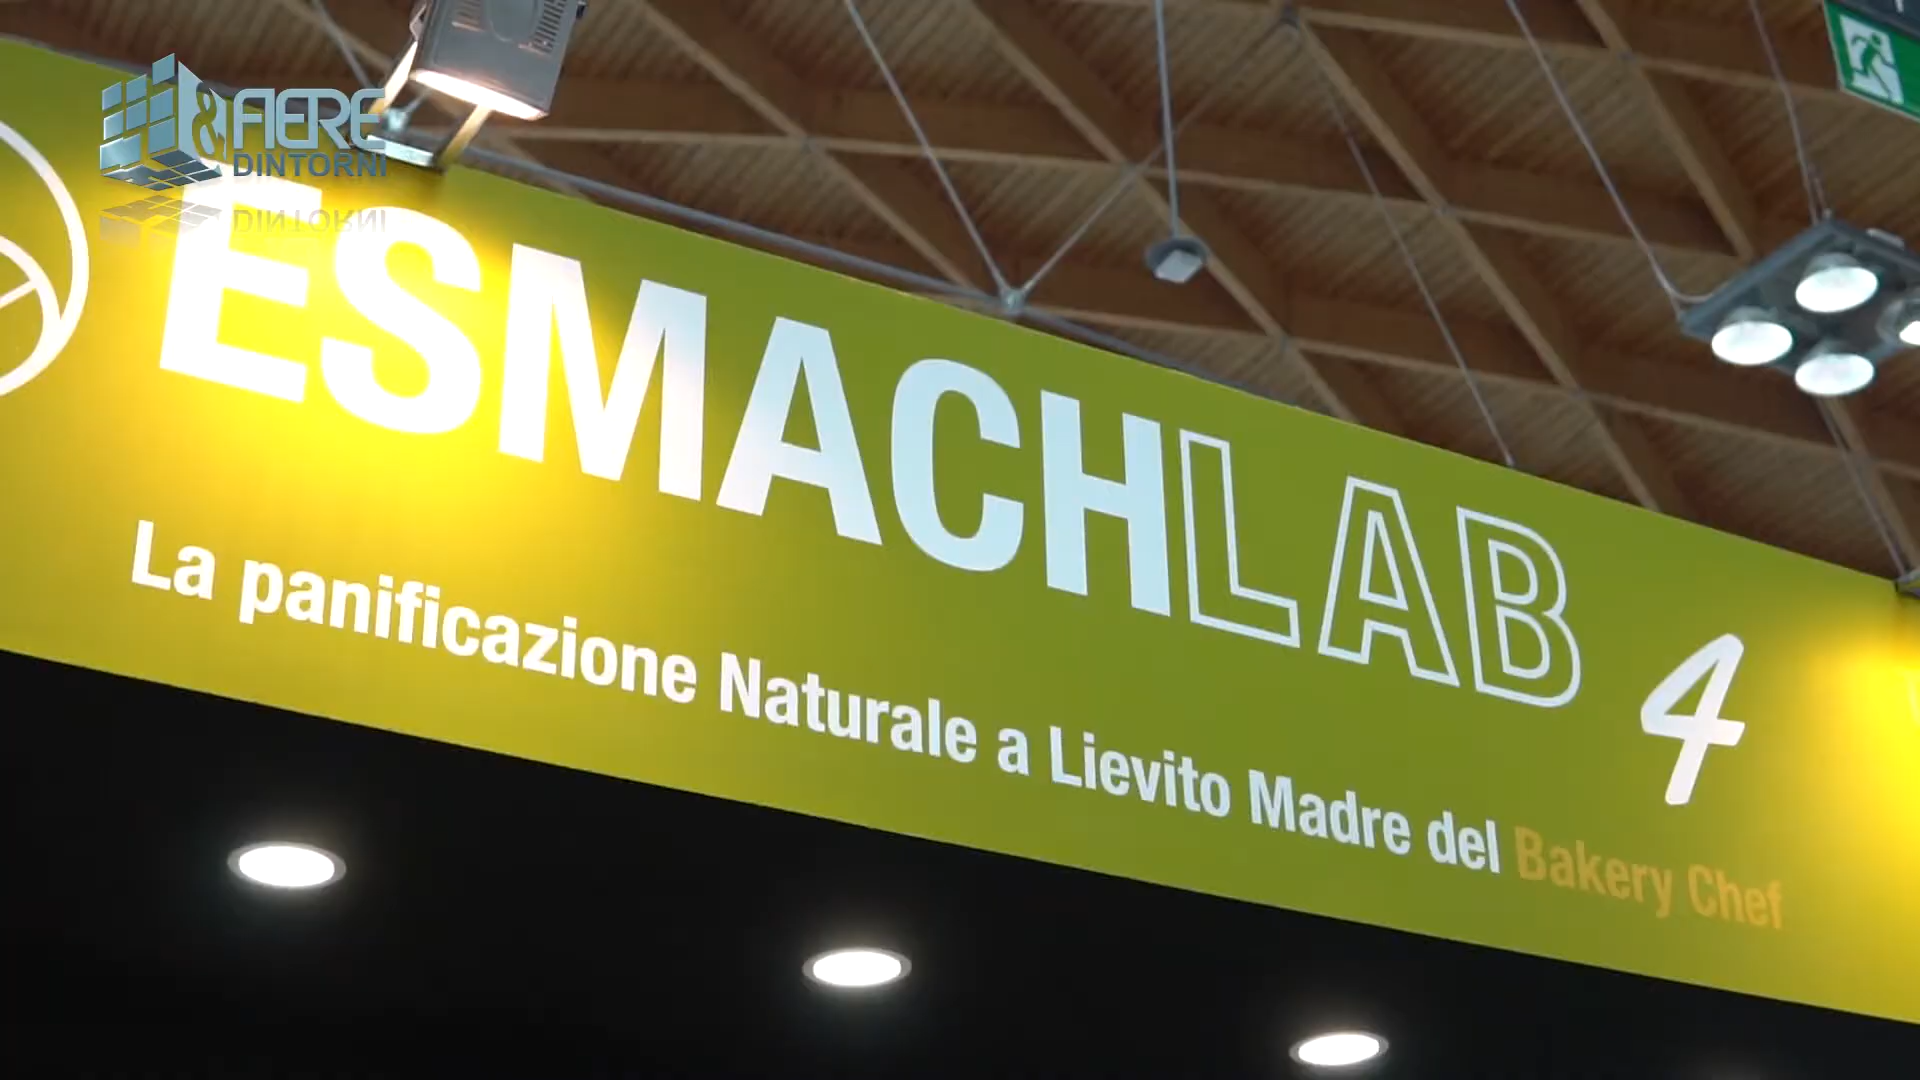 &FIERE
DINTORNI
ESMACHLAB 4
La panificazione Naturale a Lievito Madre del Bakery Chef